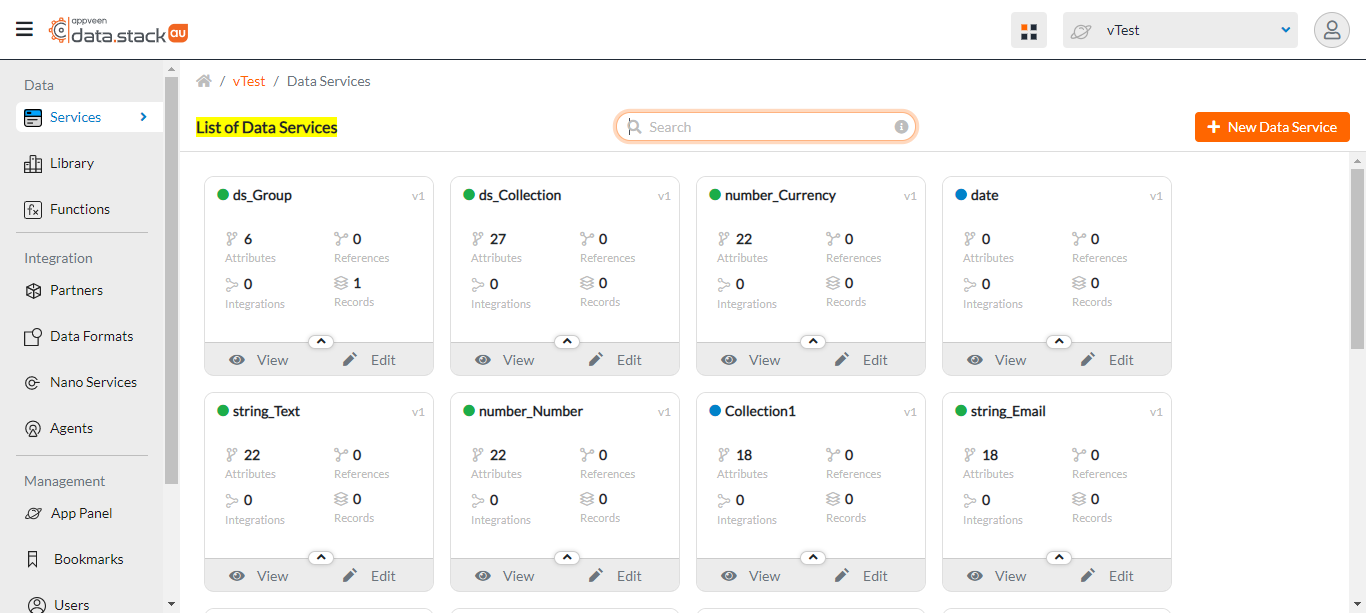 appveen
data.stack au
vTest
Data
Services
Library
Functions
Integration
Partners
Data Formats
Nano Services
Agents
Management
App Panel
Bookmarks
Users
/ vTest / Data Services
List of Data Services
Search
New Data Service
ds_Group v1
6 0
Attributes References
0 1
Integrations Records
View Edit
ds_Collection v1
27 0
Attributes References
0 0
Integrations Records
View Edit
number_Currency v1
22 0
Attributes References
0 0
Integrations Records
View Edit
date v1
0 0
Attributes References
0 0
Integrations Records
View Edit
string_Text v1
22 0
Attributes References
0 0
Integrations Records
View Edit
number_Number v1
22 0
Attributes References
0 0
Integrations Records
View Edit
Collection1 v1
18 0
Attributes References
0 0
Integrations Records
View Edit
string_Email v1
18 0
Attributes References
0 0
Integrations Records
View Edit